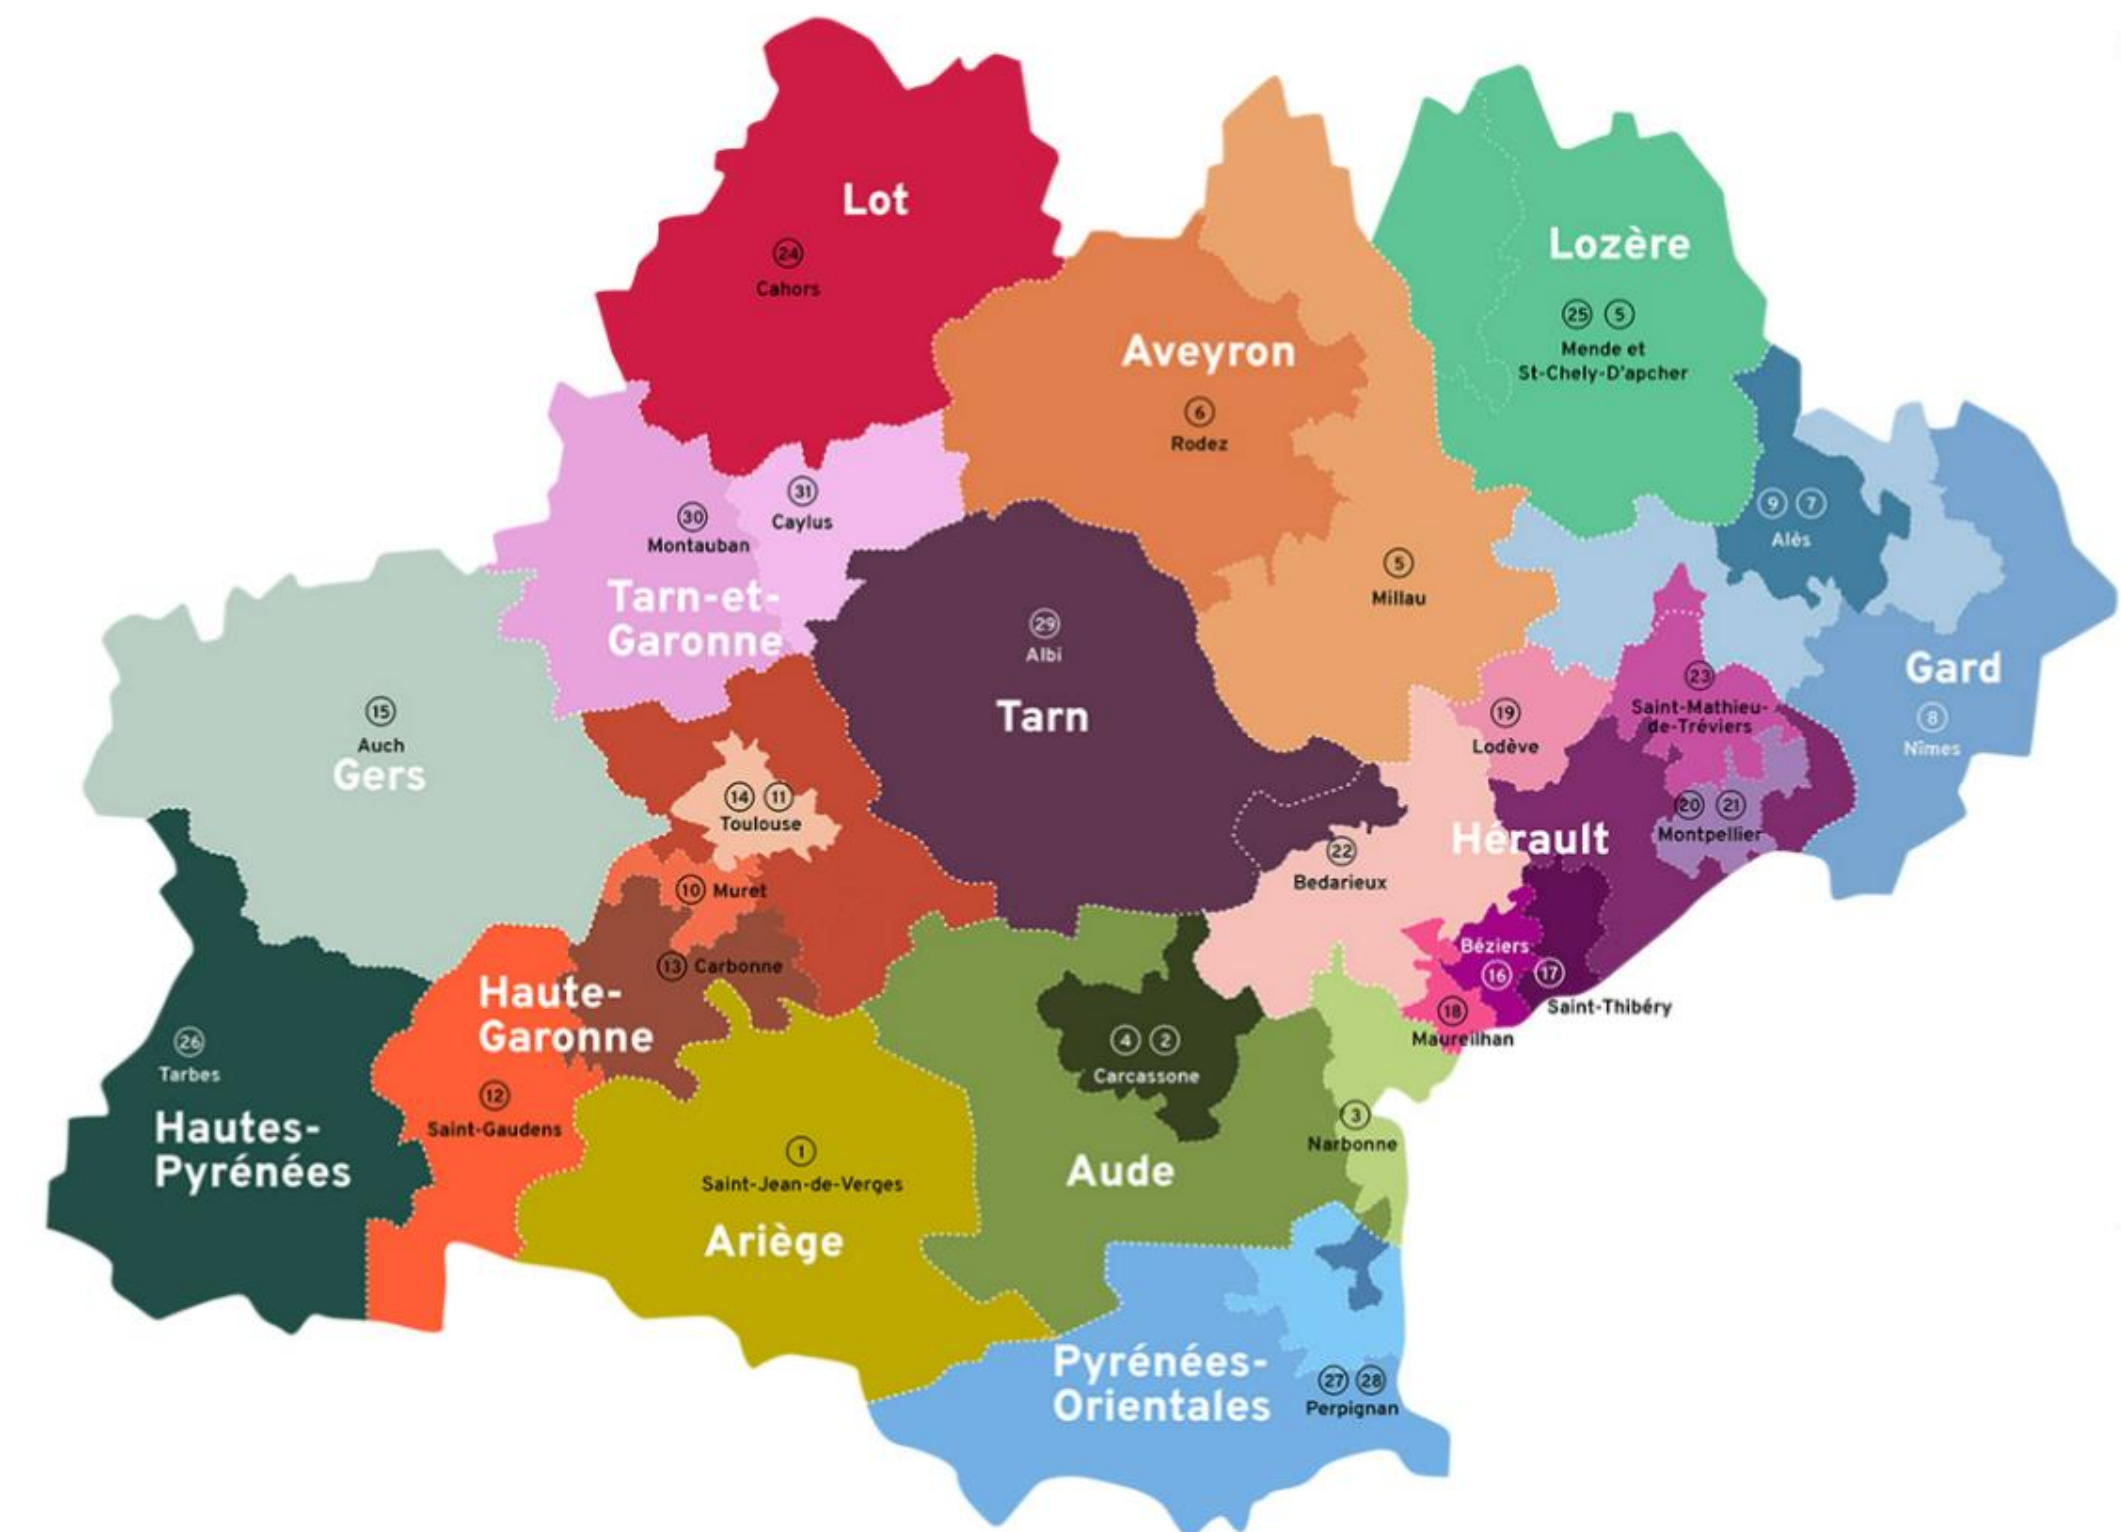 Lot
24
Cahors
Lozère
25 5
Mende et
St-Chely-D'apcher
Aveyron
6
Rodez
31
Caylus
30
Montauban
Tarn-et-
Garonne
9 7
Alès
5
Millau
29
Albi
Tarn
Gard
8
Nîmes
23
Saint-Mathieu-
de-Tréviers
19
Lodève
15
Auch
Gers
14 11
Toulouse
20 21
Montpellier
Hérault
22
Bedarieux
10 Muret
13 Carbonne
Béziers
16
17
Saint-Thibéry
18
Maureilhan
Haute-
Garonne
12
Saint-Gaudens
26
Tarbes
Hautes-
Pyrénées
4 2
Carcassonne
3
Narbonne
Aude
1
Saint-Jean-de-Verges
Ariège
Pyrénées-
Orientales
27 28
Perpignan